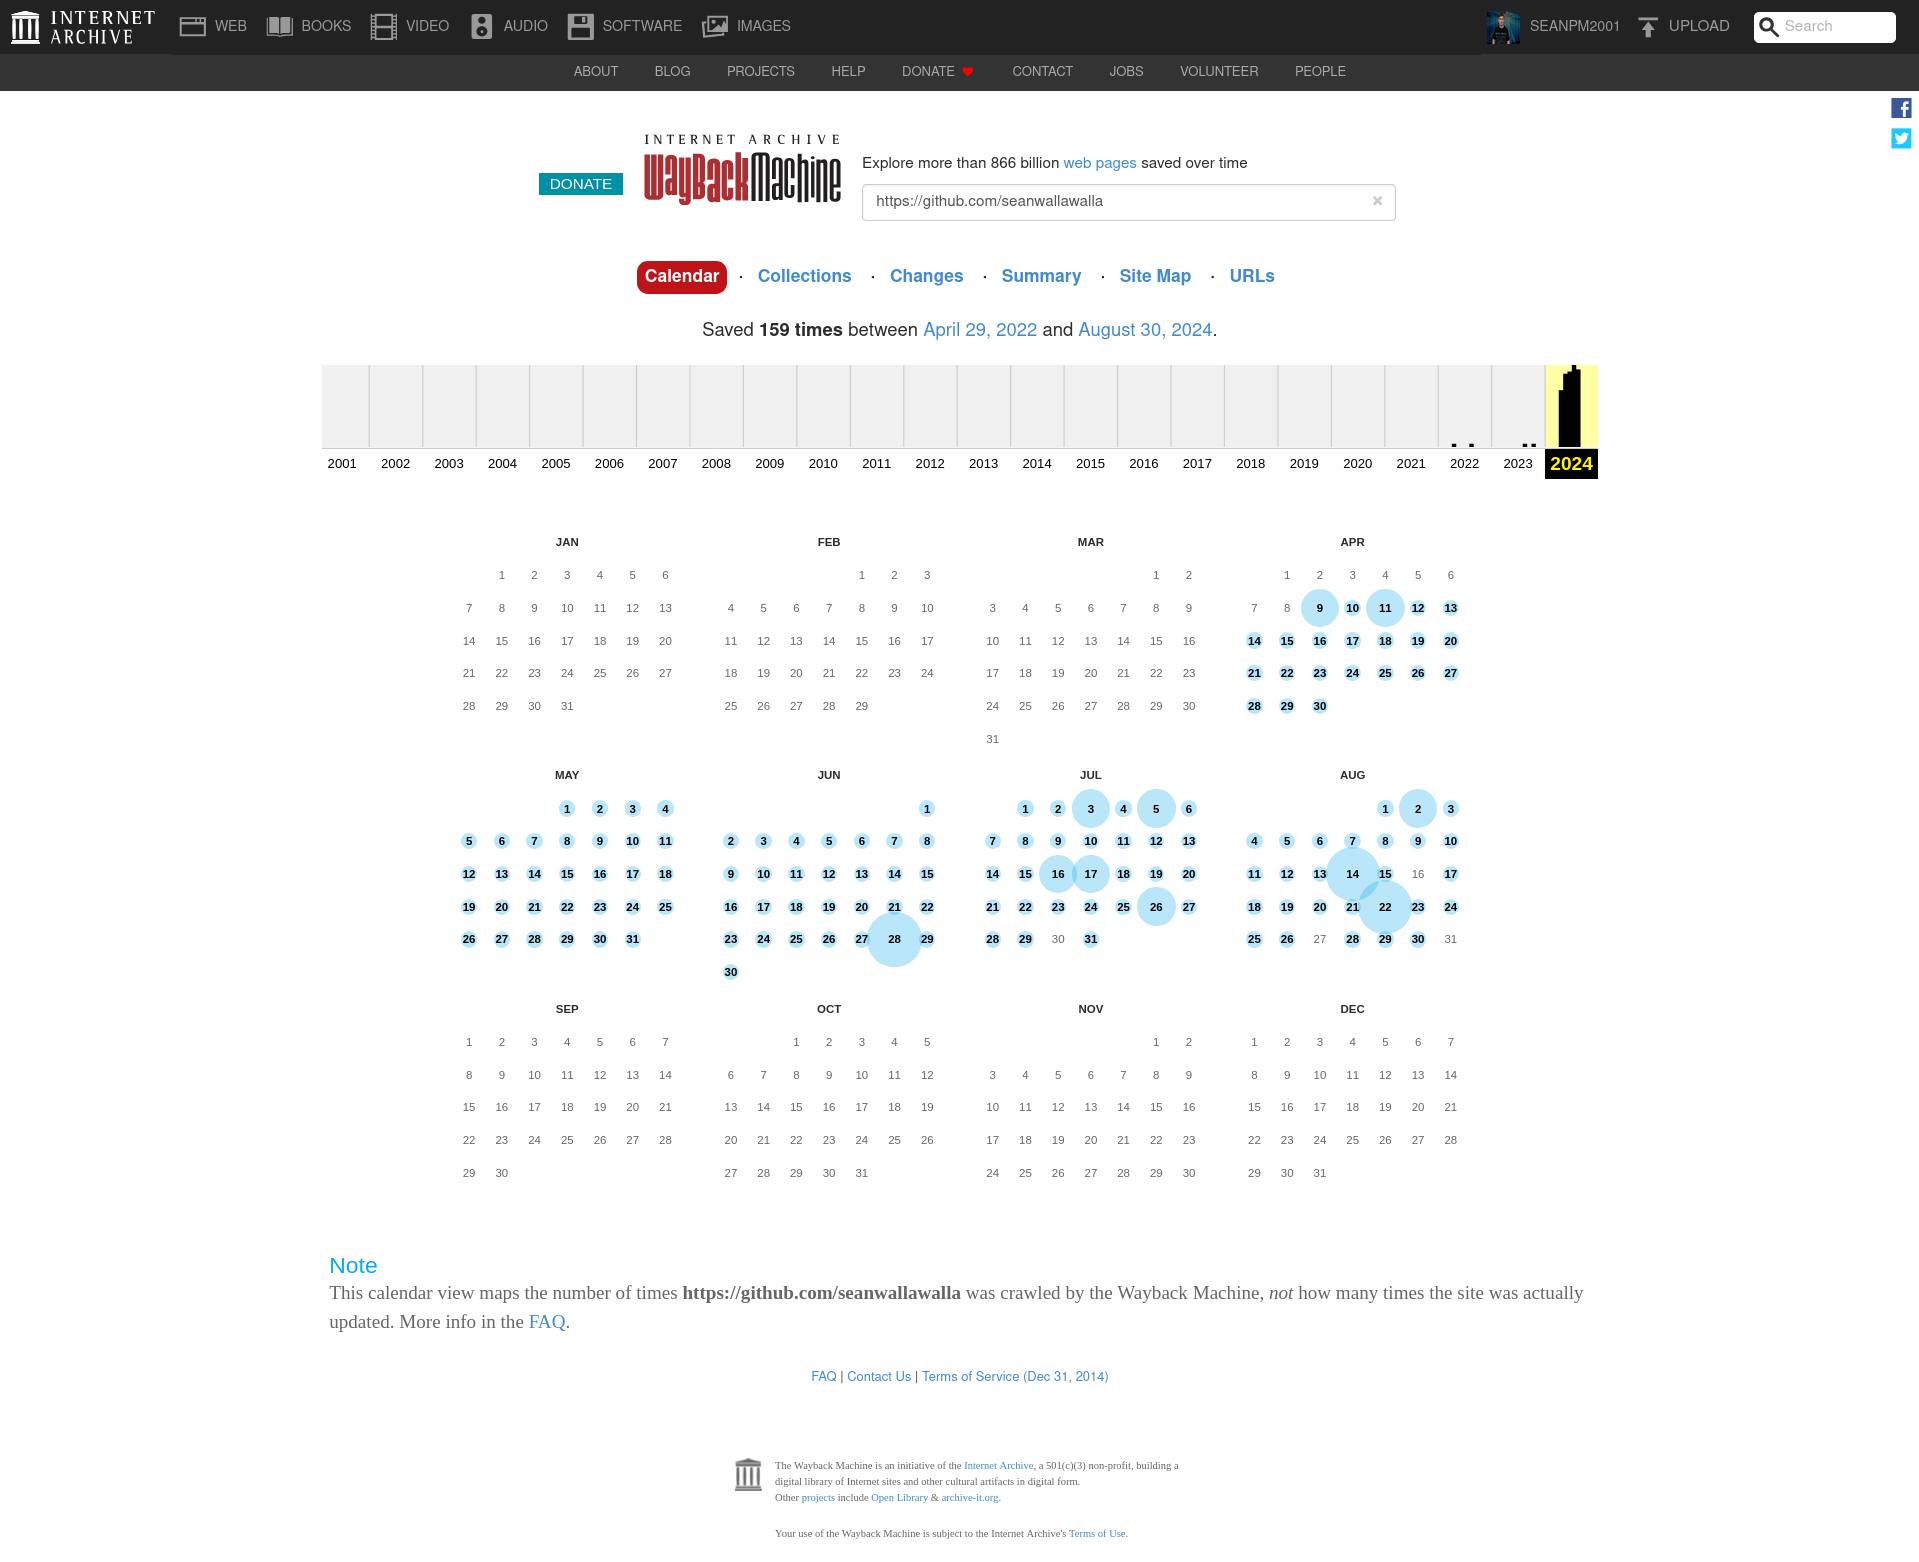 INTERNET ARCHIVE WEB BOOKS VIDEO AUDIO SOFTWARE IMAGES SEANPM2001 UPLOAD Search
ABOUT BLOG PROJECTS HELP DONATE CONTACT JOBS VOLUNTEER PEOPLE
INTERNET ARCHIVE
WayBackMachine
DONATE
Explore more than 866 billion web pages saved over time
https://github.com/seanwallawalla ×
Calendar · Collections · Changes · Summary · Site Map · URLs
Saved 159 times between April 29, 2022 and August 30, 2024.
2001 2002 2003 2004 2005 2006 2007 2008 2009 2010 2011 2012 2013 2014 2015 2016 2017 2018 2019 2020 2021 2022 2023 2024
JAN FEB MAR APR
1 2 3 4 5 6 1 2 3 1 2 1 2 3 4 5 6
7 8 9 10 11 12 13 4 5 6 7 8 9 10 3 4 5 6 7 8 9 7 8 9 10 11 12 13
14 15 16 17 18 19 20 11 12 13 14 15 16 17 10 11 12 13 14 15 16 14 15 16 17 18 19 20
21 22 23 24 25 26 27 18 19 20 21 22 23 24 17 18 19 20 21 22 23 21 22 23 24 25 26 27
28 29 30 31 25 26 27 28 29 24 25 26 27 28 29 30 28 29 30
31
MAY JUN JUL AUG
1 2 3 4 1 1 2 3 4 5 6 1 2 3
5 6 7 8 9 10 11 2 3 4 5 6 7 8 7 8 9 10 11 12 13 4 5 6 7 8 9 10
12 13 14 15 16 17 18 9 10 11 12 13 14 15 14 15 16 17 18 19 20 11 12 13 14 15 16 17
19 20 21 22 23 24 25 16 17 18 19 20 21 22 21 22 23 24 25 26 27 18 19 20 21 22 23 24
26 27 28 29 30 31 23 24 25 26 27 28 29 28 29 30 31 25 26 27 28 29 30 31
30
SEP OCT NOV DEC
1 2 3 4 5 6 7 1 2 3 4 5 1 2 1 2 3 4 5 6 7
8 9 10 11 12 13 14 6 7 8 9 10 11 12 3 4 5 6 7 8 9 8 9 10 11 12 13 14
15 16 17 18 19 20 21 13 14 15 16 17 18 19 10 11 12 13 14 15 16 15 16 17 18 19 20 21
22 23 24 25 26 27 28 20 21 22 23 24 25 26 17 18 19 20 21 22 23 22 23 24 25 26 27 28
29 30 27 28 29 30 31 24 25 26 27 28 29 30 29 30 31
Note
This calendar view maps the number of times https://github.com/seanwallawalla was crawled by the Wayback Machine, not how many times the site was actually
updated. More info in the FAQ.
FAQ | Contact Us | Terms of Service (Dec 31, 2014)
The Wayback Machine is an initiative of the Internet Archive, a 501(c)(3) non-profit, building a
digital library of Internet sites and other cultural artifacts in digital form.
Other projects include Open Library & archive-it.org.
Your use of the Wayback Machine is subject to the Internet Archive's Terms of Use.